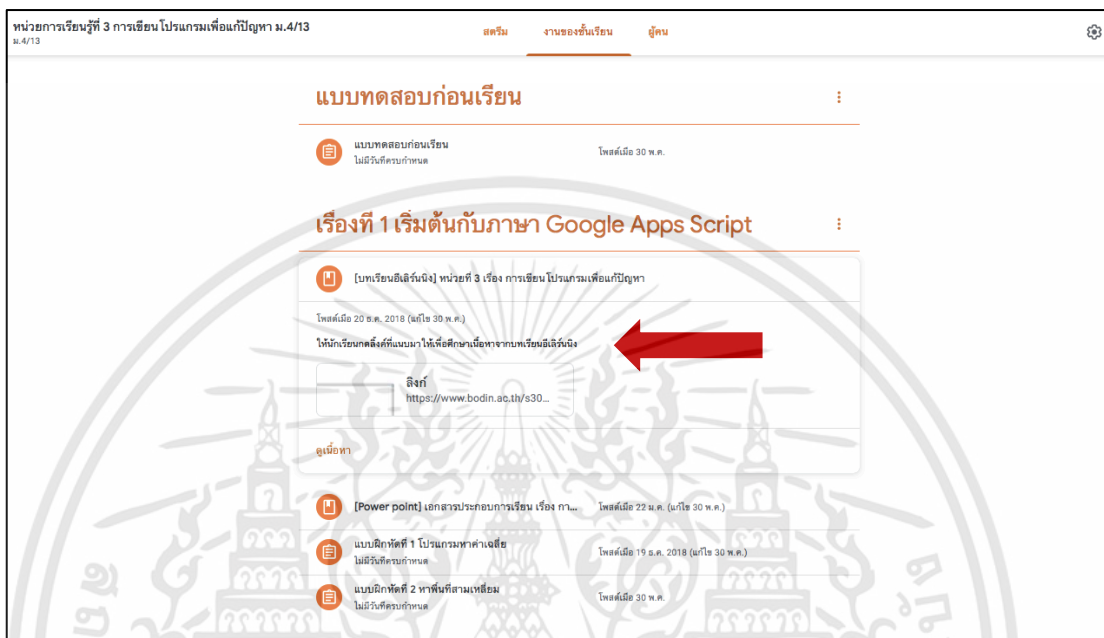 หน่วยการเรียนรู้ที่ 3 การเขียนโปรแกรมเพื่อแก้ปัญหา ม.4/13
ม.4/13
สตรีม งานของชั้นเรียน ผู้คน
แบบทดสอบก่อนเรียน
แบบทดสอบก่อนเรียน โพสต์เมื่อ 30 พ.ค.
ไม่มีวันที่ครบกำหนด
เรื่องที่ 1 เริ่มต้นกับภาษา Google Apps Script
[บทเรียนอีเลิร์นนิง] หน่วยที่ 3 เรื่อง การเขียนโปรแกรมเพื่อแก้ปัญหา
โพสต์เมื่อ 20 ธ.ค. 2018 (แก้ไข 30 พ.ค.)
ให้นักเรียนกดลิ้งค์ที่แนบมาให้เพื่อศึกษาเนื้อหาจากบทเรียนอีเลิร์นนิง
ลิงก์
https://www.bodin.ac.th/s30...
ดูเนื้อหา
[Power point] เอกสารประกอบการเรียน เรื่อง กา... โพสต์เมื่อ 22 ม.ค. (แก้ไข 30 พ.ค.)
แบบฝึกหัดที่ 1 โปรแกรมหาค่าเฉลี่ย โพสต์เมื่อ 19 ธ.ค. 2018 (แก้ไข 30 พ.ค.)
ไม่มีวันที่ครบกำหนด
แบบฝึกหัดที่ 2 หาพื้นที่สามเหลี่ยม โพสต์เมื่อ 30 พ.ค.
ไม่มีวันที่ครบกำหนด